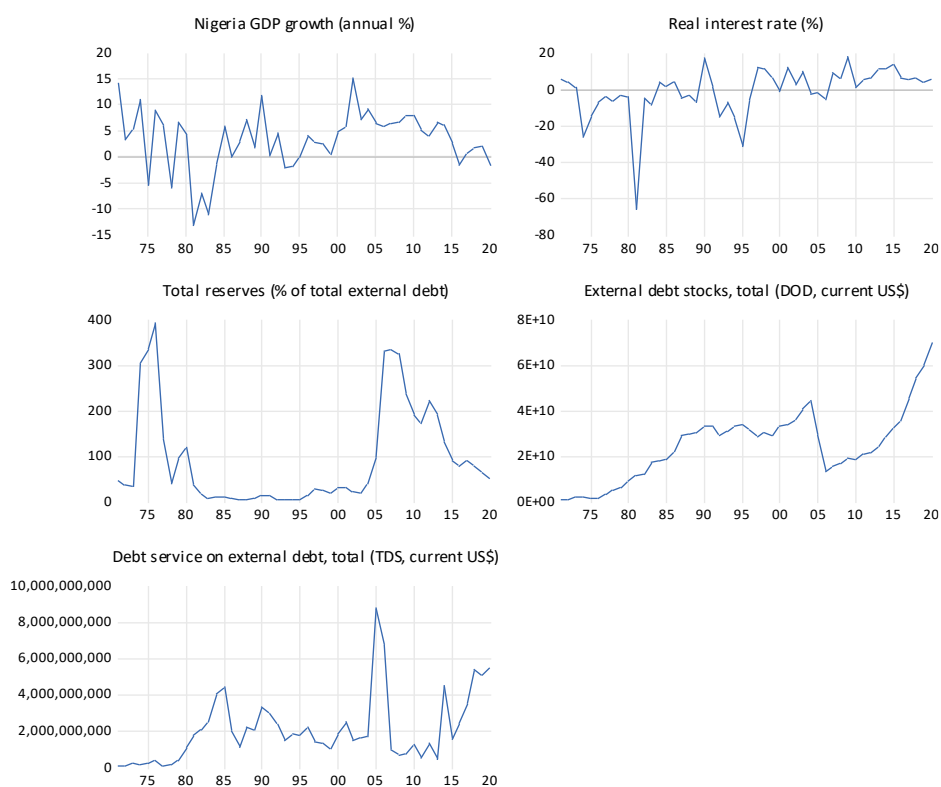 Nigeria GDP growth (annual %)
20
15
10
5
0
-5
-10
-15
75 80 85 90 95 00 05 10 15 20
Real interest rate (%)
20
0
-20
-40
-60
-80
75 80 85 90 95 00 05 10 15 20
Total reserves (% of total external debt)
400
300
200
100
0
75 80 85 90 95 00 05 10 15 20
External debt stocks, total (DOD, current US$)
8E+10
6E+10
4E+10
2E+10
0E+00
75 80 85 90 95 00 05 10 15 20
Debt service on external debt, total (TDS, current US$)
10,000,000,000
8,000,000,000
6,000,000,000
4,000,000,000
2,000,000,000
0
75 80 85 90 95 00 05 10 15 20